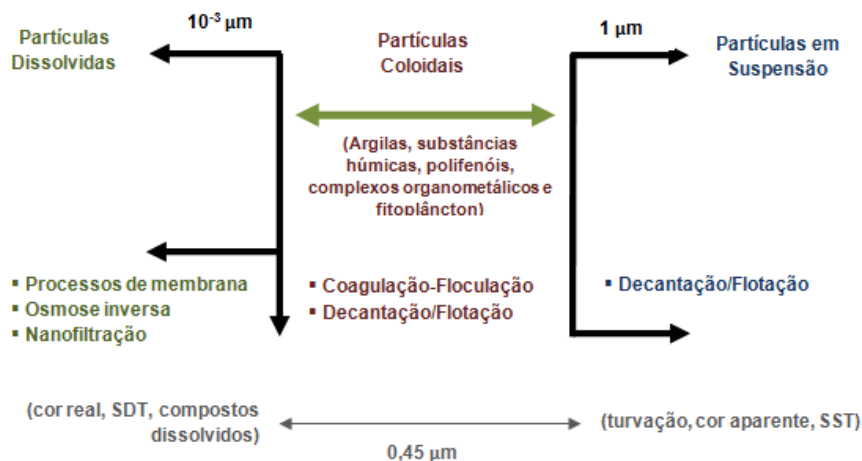 10⁻³ µm
1 µm
Partículas
Dissolvidas
Partículas
Coloidais
Partículas em
Suspensão
(Argilas, substâncias
húmicas, polifenóis,
complexos organometálicos e
fitoplâncton)
▪ Processos de membrana
▪ Osmose inversa
▪ Nanofiltração
▪ Coagulação-Floculação
▪ Decantação/Flotação
▪ Decantação/Flotação
(cor real, SDT, compostos
dissolvidos)
(turvação, cor aparente, SST)
0,45 µm